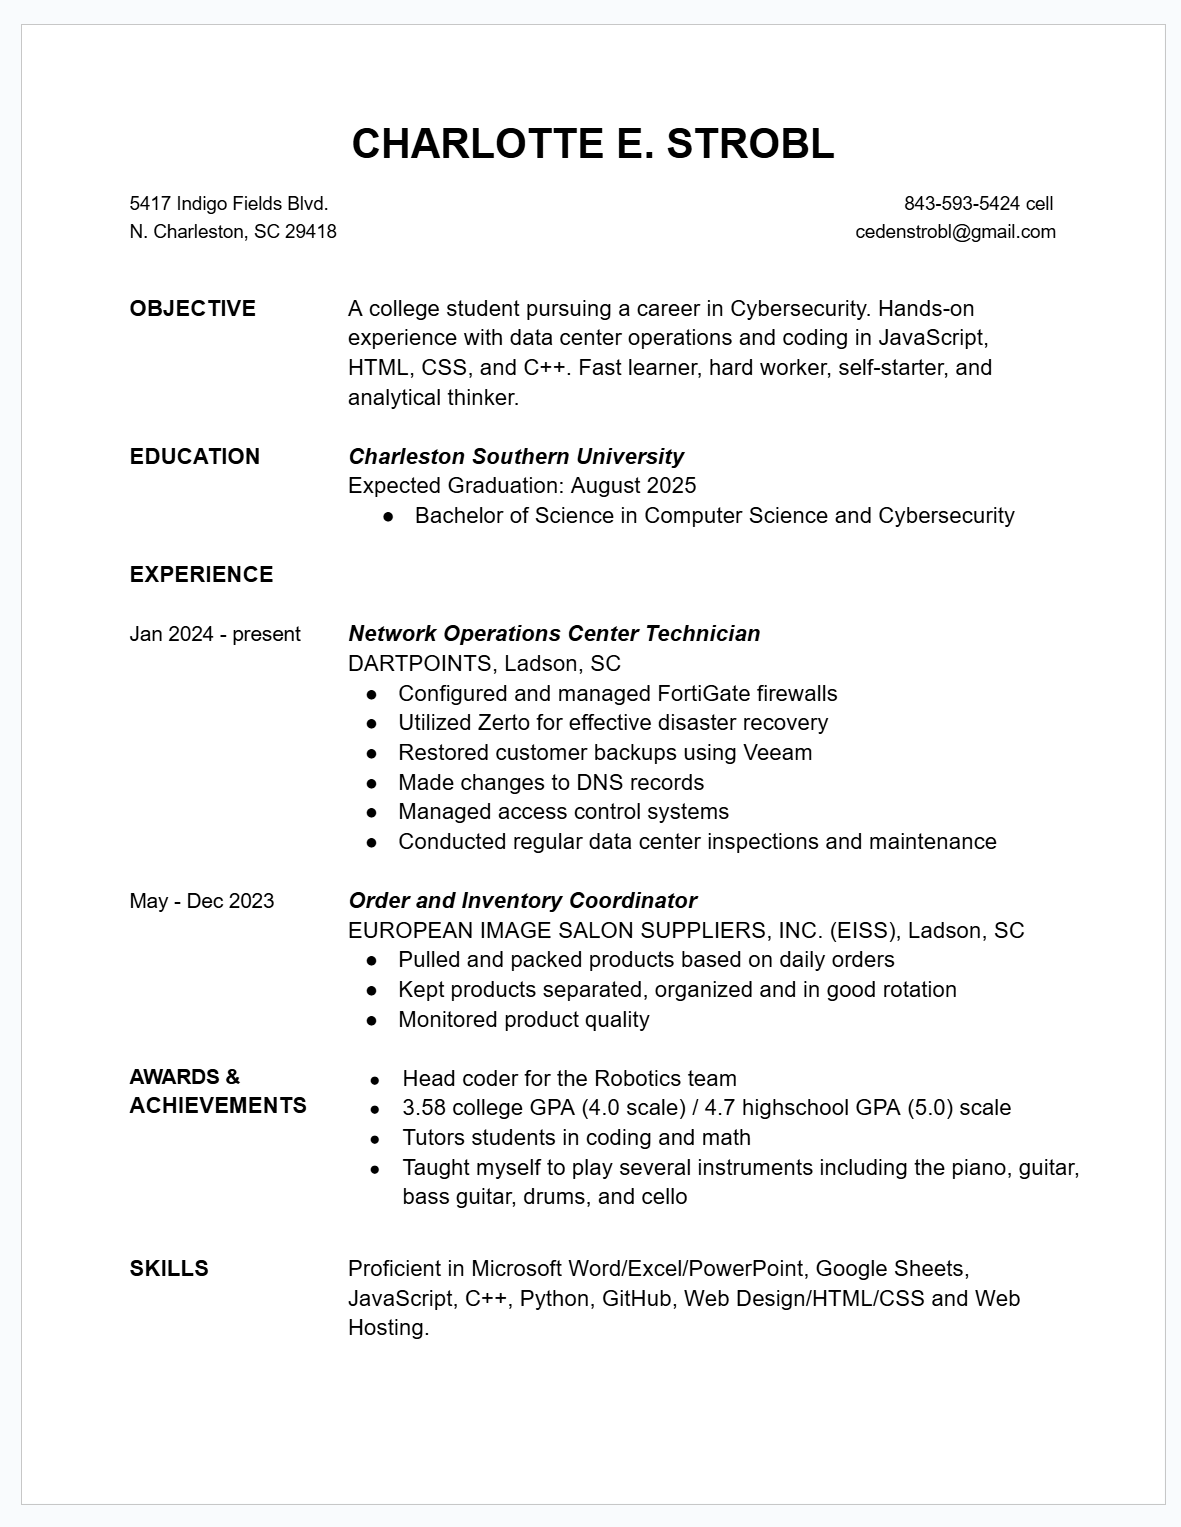 CHARLOTTE E. STROBL
5417 Indigo Fields Blvd. 843-593-5424 cell
N. Charleston, SC 29418 cedenstrobl@gmail.com
OBJECTIVE A college student pursuing a career in Cybersecurity. Hands-on
experience with data center operations and coding in JavaScript,
HTML, CSS, and C++. Fast learner, hard worker, self-starter, and
analytical thinker.
EDUCATION Charleston Southern University
Expected Graduation: August 2025
● Bachelor of Science in Computer Science and Cybersecurity
EXPERIENCE
Jan 2024 - present Network Operations Center Technician
DARTPOINTS, Ladson, SC
● Configured and managed FortiGate firewalls
● Utilized Zerto for effective disaster recovery
● Restored customer backups using Veeam
● Made changes to DNS records
● Managed access control systems
● Conducted regular data center inspections and maintenance
May - Dec 2023 Order and Inventory Coordinator
EUROPEAN IMAGE SALON SUPPLIERS, INC. (EISS), Ladson, SC
● Pulled and packed products based on daily orders
● Kept products separated, organized and in good rotation
● Monitored product quality
AWARDS & ● Head coder for the Robotics team
ACHIEVEMENTS ● 3.58 college GPA (4.0 scale) / 4.7 highschool GPA (5.0) scale
● Tutors students in coding and math
● Taught myself to play several instruments including the piano, guitar,
bass guitar, drums, and cello
SKILLS Proficient in Microsoft Word/Excel/PowerPoint, Google Sheets,
JavaScript, C++, Python, GitHub, Web Design/HTML/CSS and Web
Hosting.